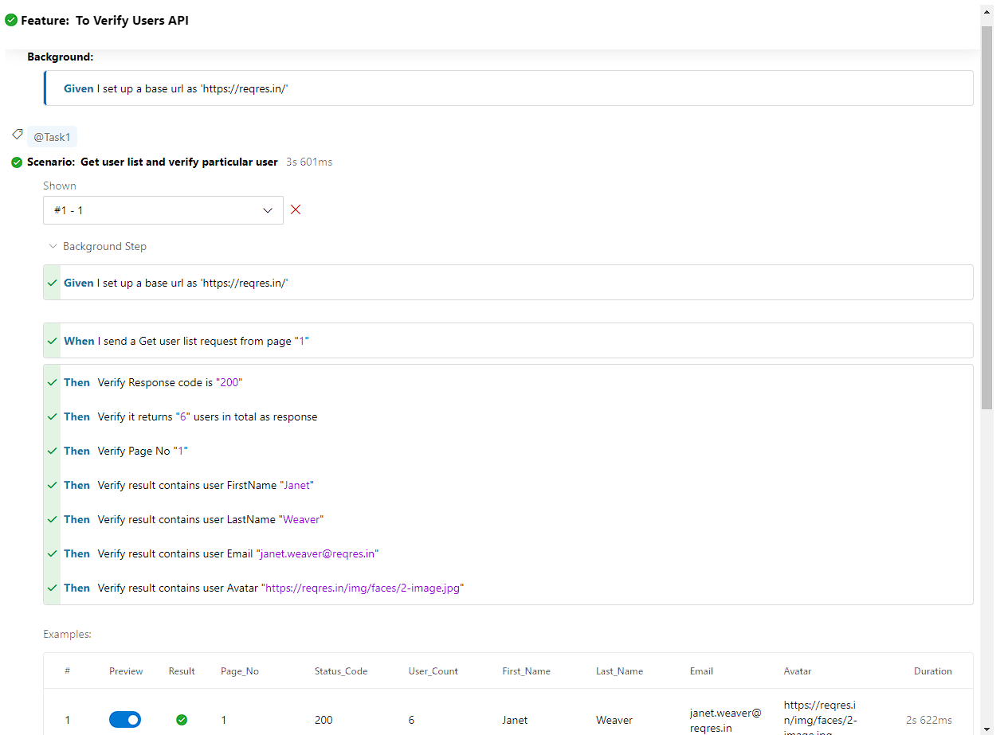 Feature: To Verify Users API
Background:
Given I set up a base url as 'https://reqres.in/'
@Task1
Scenario: Get user list and verify particular user 3s 601ms
Shown
#1 - 1
Background Step
Given I set up a base url as 'https://reqres.in/'
When I send a Get user list request from page "1"
Then Verify Response code is "200"
Then Verify it returns "6" users in total as response
Then Verify Page No "1"
Then Verify result contains user FirstName "Janet"
Then Verify result contains user LastName "Weaver"
Then Verify result contains user Email "janet.weaver@reqres.in"
Then Verify result contains user Avatar "https://reqres.in/img/faces/2-image.jpg"
Examples:
# Preview Result Page_No Status_Code User_Count First_Name Last_Name Email Avatar Duration
1 1 200 6 Janet Weaver janet.weaver@ https://reqres.i 2s 622ms
reqres.in n/img/faces/2-
image.jpg